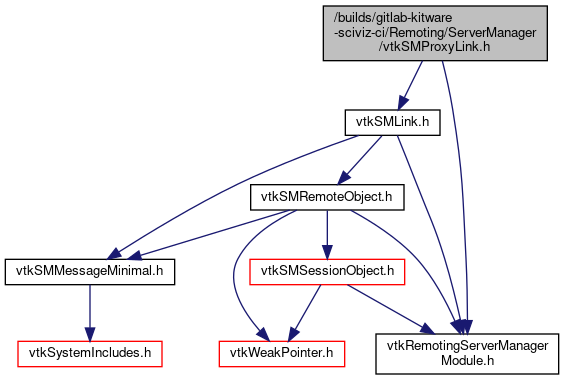 /builds/gitlab-kitware
-sciviz-ci/Remoting/ServerManager
/vtkSMProxyLink.h
vtkSMLink.h
vtkSMRemoteObject.h
vtkSMMessageMinimal.h
vtkSMSessionObject.h
vtkSystemIncludes.h
vtkWeakPointer.h
vtkRemotingServerManager
Module.h